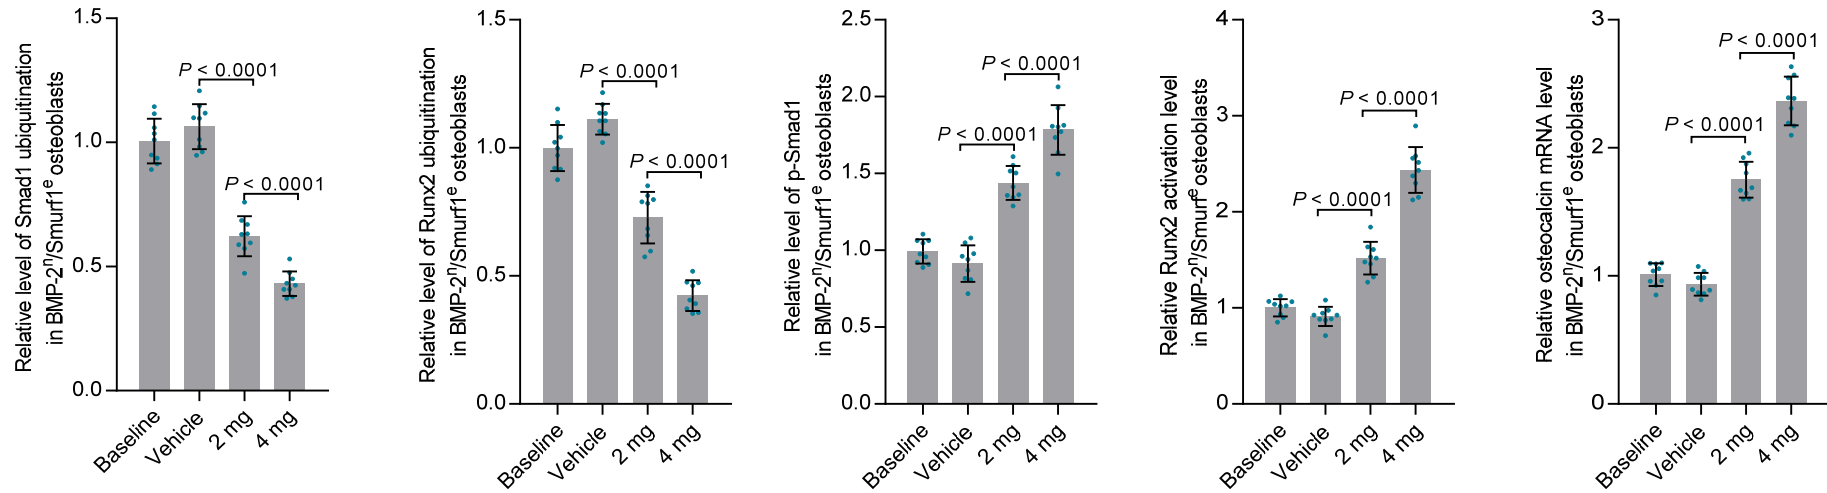 Relative level of Smad1 ubiquitination
in BMP-2ⁿ/Smurf1ᵉ osteoblasts
1.5
1.0
0.5
0.0
P < 0.0001
P < 0.0001
Baseline
Vehicle
2 mg
4 mg
Relative level of Runx2 ubiquitination
in BMP-2ⁿ/Smurf1ᵉ osteoblasts
1.5
1.0
0.5
0.0
P < 0.0001
P < 0.0001
Baseline
Vehicle
2 mg
4 mg
Relative level of p-Smad1
in BMP-2ⁿ/Smurf1ᵉ osteoblasts
2.5
2.0
1.5
1.0
0.5
0.0
P < 0.0001
P < 0.0001
Baseline
Vehicle
2 mg
4 mg
Relative Runx2 activation level
in BMP-2ⁿ/Smurfᵉ osteoblasts
4
3
2
1
0
P < 0.0001
P < 0.0001
Baseline
Vehicle
2 mg
4 mg
Relative osteocalcin mRNA level
in BMP-2ⁿ/Smurf1ᵉ osteoblasts
3
2
1
0
P < 0.0001
P < 0.0001
Baseline
Vehicle
2 mg
4 mg